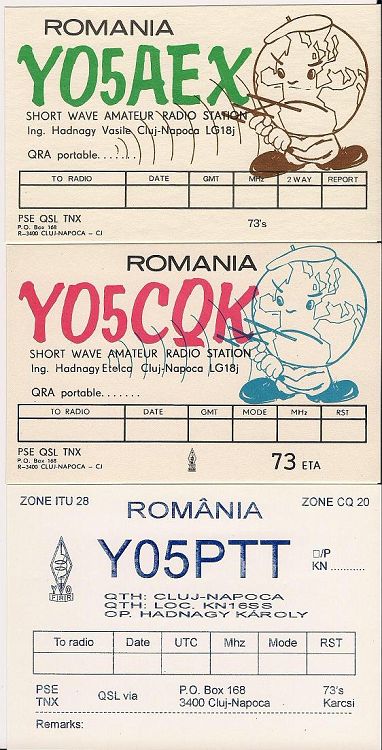 ROMANIA
YO5AEX
SHORT WAVE AMATEUR RADIO STATION
Ing. Hadnagy Vasile Cluj-Napoca LG18j
QRA portable.......
TO RADIO DATE GMT MHz 2 WAY REPORT
PSE QSL TNX 73's
P.O. Box 168
R-3400 CLUJ-NAPOCA - CJ
ROMANIA
YO5CQK
SHORT WAVE AMATEUR RADIO STATION
Ing. Hadnagy Etelca Cluj-Napoca LG18j
QRA portable.......
TO RADIO DATE GMT MODE MHz RST
PSE QSL TNX 73 ETA
P.O. Box 168
R-3400 CLUJ-NAPOCA - CJ
ZONE ITU 28 ROMÂNIA ZONE CQ 20
YO5PTT
□/P
KN ...........
QTH: CLUJ-NAPOCA
QTH: LOC. KN16SS
OP. HADNAGY KÁROLY
YO
FRR
To radio Date UTC Mhz Mode RST
PSE QSL via P.O. Box 168 73's
TNX 3400 Cluj-Napoca Karcsi
Remarks: